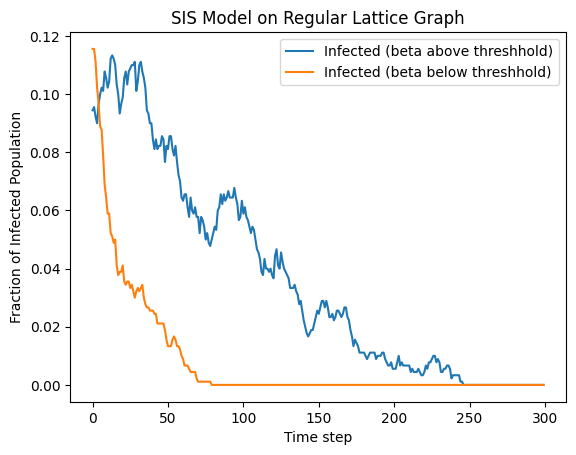 SIS Model on Regular Lattice Graph
Infected (beta above threshhold)
Infected (beta below threshhold)
Fraction of Infected Population
0.12
0.10
0.08
0.06
0.04
0.02
0.00
0 50 100 150 200 250 300
Time step